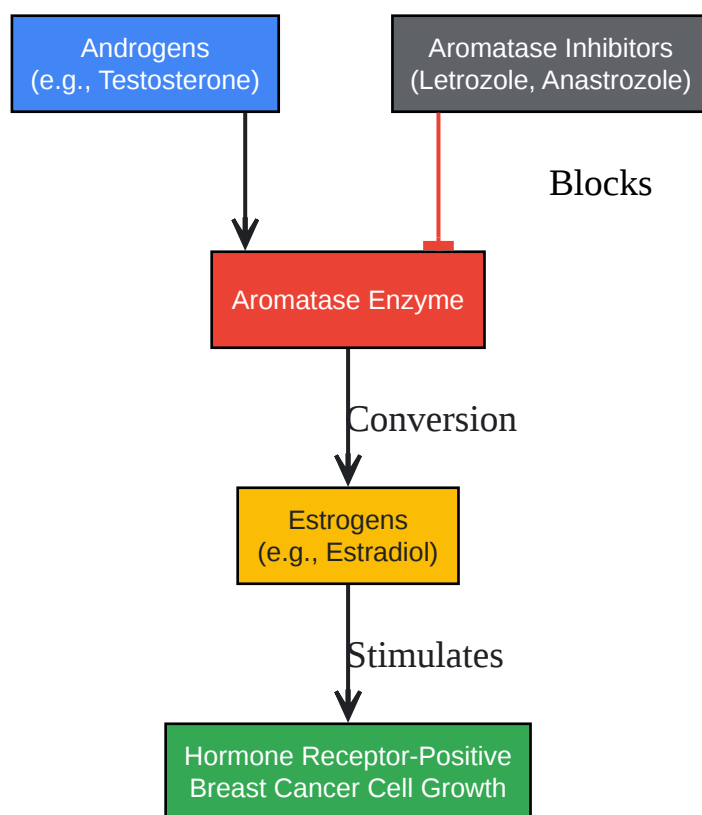 Androgens
(e.g., Testosterone)
Aromatase Inhibitors
(Letrozole, Anastrozole)
Blocks
Aromatase Enzyme
Conversion
Estrogens
(e.g., Estradiol)
Stimulates
Hormone Receptor-Positive
Breast Cancer Cell Growth